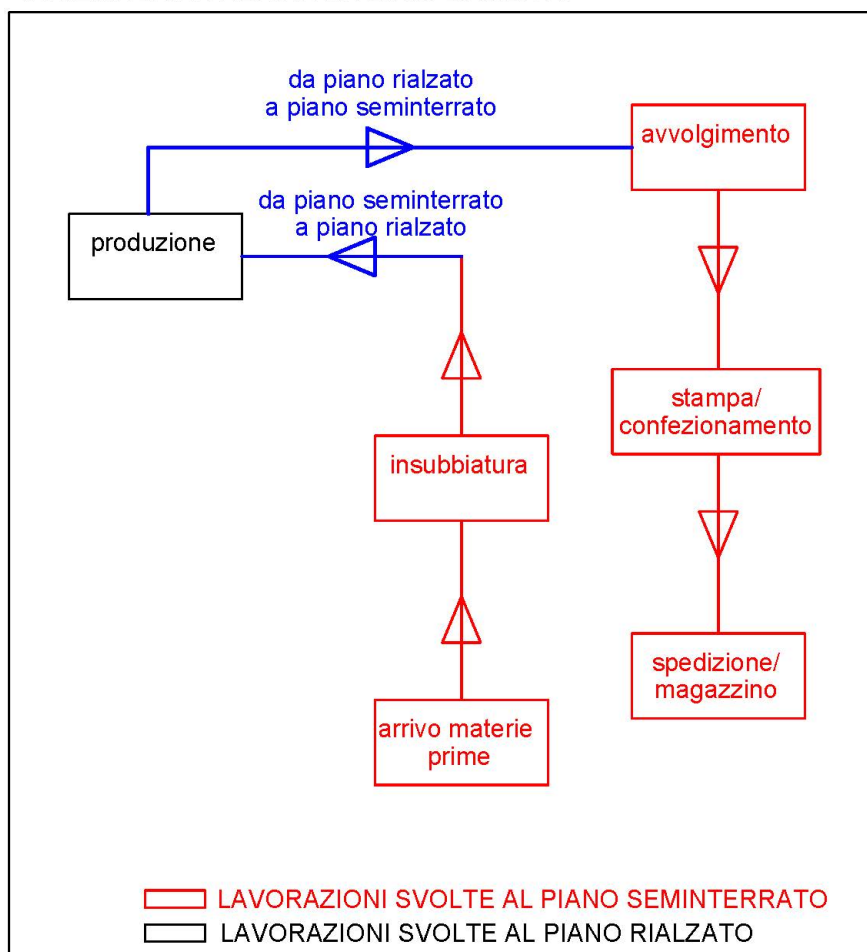 da piano rialzato
a piano seminterrato
avvolgimento
da piano seminterrato
a piano rialzato
produzione
stampa/
confezionamento
insubbiatura
spedizione/
magazzino
arrivo materie
prime
LAVORAZIONI SVOLTE AL PIANO SEMINTERRATO
LAVORAZIONI SVOLTE AL PIANO RIALZATO